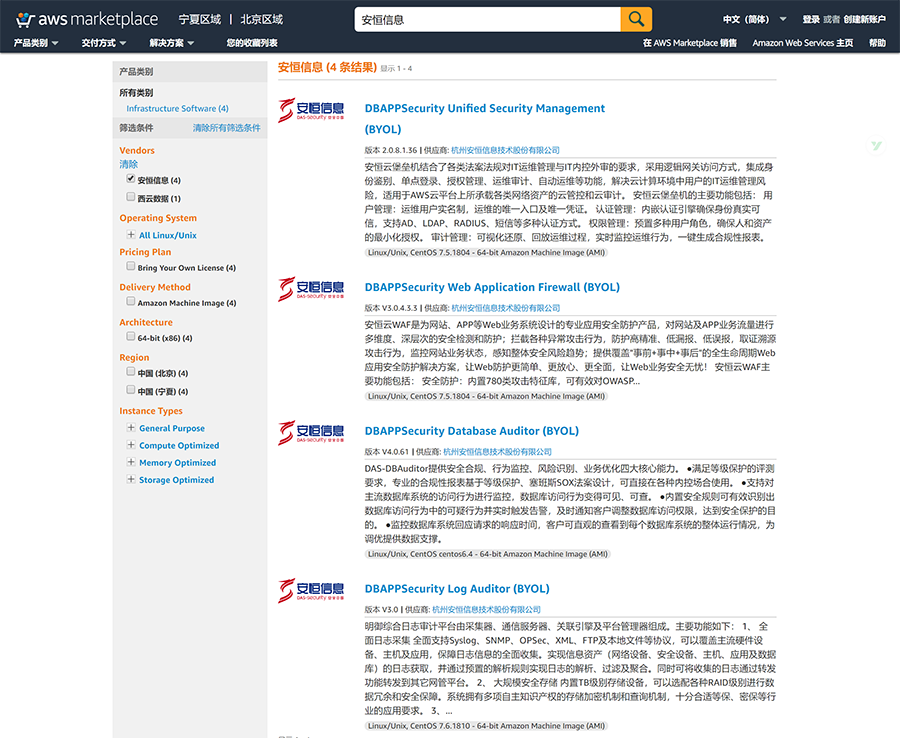 aws marketplace 宁夏区域 | 北京区域
安恒信息
中文（简体） 登录 或者 创建新账户
产品类别 交付方式 解决方案 您的收藏列表
在 AWS Marketplace 销售 Amazon Web Services 主页 帮助
产品类别
所有类别
Infrastructure Software (4)
筛选条件 清除所有筛选条件
Vendors
清除
安恒信息 (4)
西云数据 (1)
Operating System
All Linux/Unix
Pricing Plan
Bring Your Own License (4)
Delivery Method
Amazon Machine Image (4)
Architecture
64-bit (x86) (4)
Region
中国 (北京) (4)
中国 (宁夏) (4)
Instance Types
General Purpose
Compute Optimized
Memory Optimized
Storage Optimized
安恒信息 (4 条结果) 显示 1 - 4
安恒信息
DAS-security
DBAPPSecurity Unified Security Management
(BYOL)
版本 2.0.8.1.36 | 供应商: 杭州安恒信息技术股份有限公司
安恒云堡垒机结合了各类法案法规对IT运维管理与IT内控外审的要求，采用逻辑网关访问方式，集成身
份鉴别、单点登录、授权管理、运维审计、自动运维等功能，解决云计算环境中用户的IT运维管理风
险，适用于AWS云平台上所承载各类网络资产的云管控和云审计。 安恒云堡垒机的主要功能包括： 用
户管理：运维用户实名制，运维的唯一入口及唯一凭证。 认证管理：内嵌认证引擎确保身份真实可
信，支持AD、LDAP、RADIUS、短信等多种认证方式。 权限管理：预置多种用户角色，确保人和资产
的最小化授权。 审计管理：可视化还原、回放运维过程，实时监控运维行为，一键生成合规性报表。
Linux/Unix, CentOS 7.5.1804 - 64-bit Amazon Machine Image (AMI)
安恒信息
DAS-security
DBAPPSecurity Web Application Firewall (BYOL)
版本 V3.0.4.3.3 | 供应商: 杭州安恒信息技术股份有限公司
安恒云WAF是为网站、APP等Web业务系统设计的专业应用安全防护产品，对网站及APP业务流量进行
多维度、深层次的安全检测和防护；拦截各种异常攻击行为，防护高精准、低漏报、低误报，取证溯源
攻击行为，监控网站业务状态，感知整体安全风险趋势；提供覆盖"事前+事中+事后"的全生命周期Web
应用安全防护解决方案，让Web防护更简单、更放心、更全面，让Web业务安全无忧！ 安恒云WAF主
要功能包括： 安全防护：内置780类攻击特征库，可有效对OWASP...
Linux/Unix, CentOS 7.5.1804 - 64-bit Amazon Machine Image (AMI)
安恒信息
DAS-security
DBAPPSecurity Database Auditor (BYOL)
版本 V4.0.61 | 供应商: 杭州安恒信息技术股份有限公司
DAS-DBAuditor提供安全合规、行为监控、风险识别、业务优化四大核心能力。 ●满足等级保护的评测
要求，专业的合规性报表基于等级保护、塞班斯SOX法案设计，可直接在各种内控场合使用。 ●支持对
主流数据库系统的访问行为进行监控，数据库访问行为变得可见、可查。 ●内置安全规则可有效识别出
数据库访问行为中的可疑行为并实时触发告警，及时通知客户调整数据库访问权限，达到安全保护的目
的。 ●监控数据库系统回应请求的响应时间，客户可直观的查看到每个数据库系统的整体运行情况，为
调优提供数据支撑。
Linux/Unix, CentOS centos6.4 - 64-bit Amazon Machine Image (AMI)
安恒信息
DAS-security
DBAPPSecurity Log Auditor (BYOL)
版本 V3.0 | 供应商: 杭州安恒信息技术股份有限公司
明御综合日志审计平台由采集器、通信服务器、关联引擎及平台管理器组成。主要功能如下： 1、 全
面日志采集 全面支持Syslog、SNMP、OPSec、XML、FTP及本地文件等协议，可以覆盖主流硬件设
备、主机及应用，保障日志信息的全面收集。实现信息资产（网络设备、安全设备、主机、应用及数据
库）的日志获取，并通过预置的解析规则实现日志的解析、过滤及聚合。同时可将收集的日志通过转发
功能转发到其它网管平台。 2、 大规模安全存储 内置TB级别存储设备，可以选配各种RAID级别进行数
据冗余和安全保障。系统拥有多项自主知识产权的存储加密机制和查询机制，十分合适等保、密保等行
业的应用要求。 3、...
Linux/Unix, CentOS 7.6.1810 - 64-bit Amazon Machine Image (AMI)